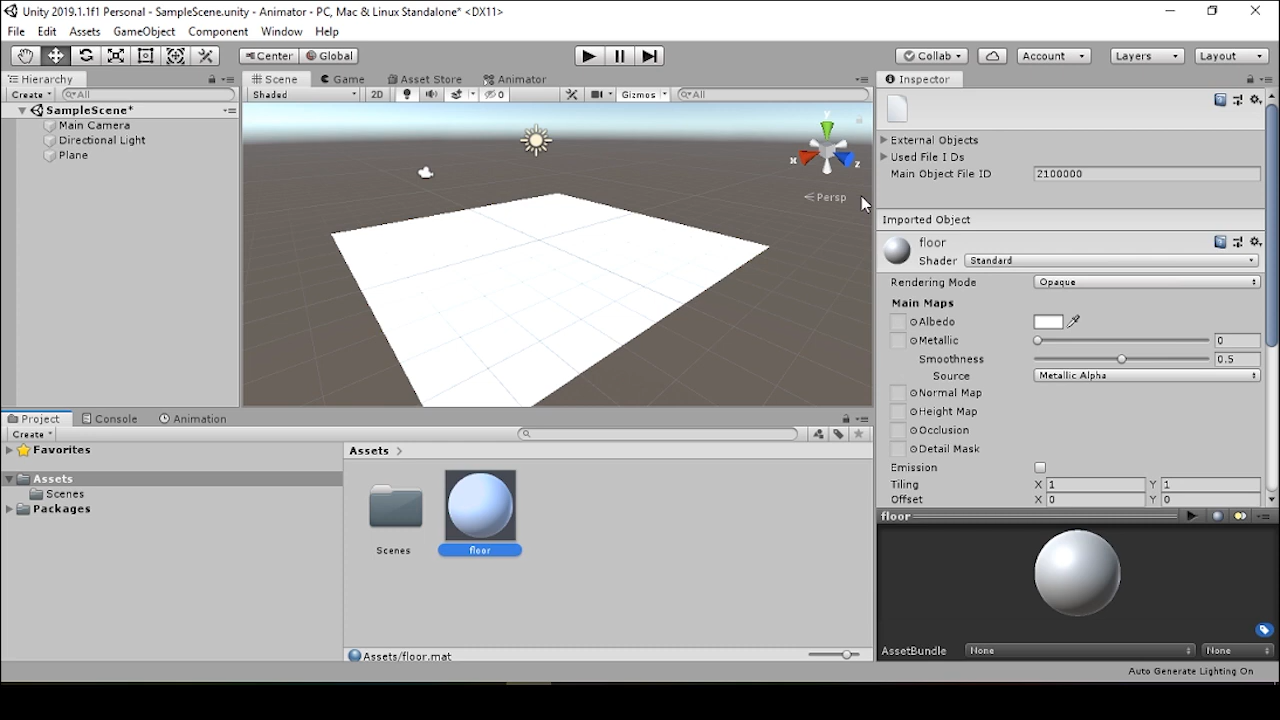 Unity 2019.1.1f1 Personal - SampleScene.unity - Animator - PC, Mac & Linux Standalone* <DX11>
File Edit Assets GameObject Component Window Help
Center Global
Collab Account Layers Layout
Hierarchy
Create All
SampleScene*
Main Camera
Directional Light
Plane
Scene Game Asset Store Animator
Shaded 2D 0 Gizmos All
y
x
z
Persp
Inspector
External Objects
Used File I Ds
Main Object File ID 2100000
Imported Object
floor
Shader Standard
Rendering Mode Opaque
Main Maps
Albedo
Metallic 0
Smoothness 0.5
Source Metallic Alpha
Normal Map
Height Map
Occlusion
Detail Mask
Emission
Tiling X 1 Y 1
Offset X 0 Y 0
Project Console Animation
Create
Favorites
Assets
Scenes
Packages
Assets
Scenes
floor
Assets/floor.mat
floor
AssetBundle None None
Auto Generate Lighting On